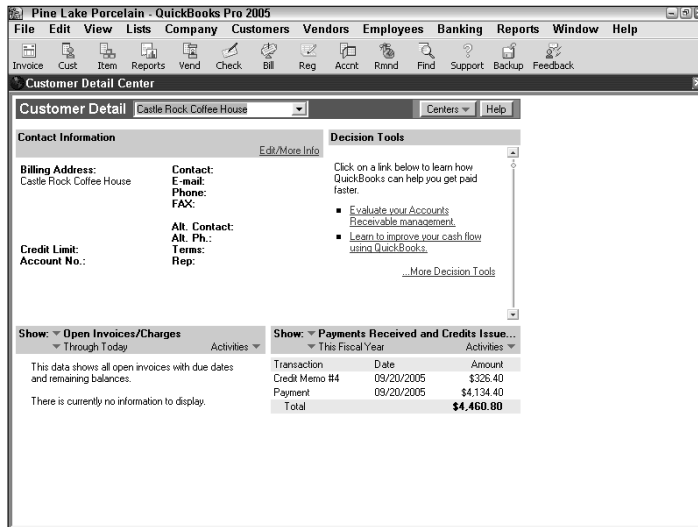 Pine Lake Porcelain - QuickBooks Pro 2005
File Edit View Lists Company Customers Vendors Employees Banking Reports Window Help
Invoice Cust Item Reports Vend Check Bill Reg Accnt Rmnd Find Support Backup Feedback
Customer Detail Center
Customer Detail Castle Rock Coffee House Centers Help
Contact Information
Edit/More Info
Billing Address:
Castle Rock Coffee House
Credit Limit:
Account No.:
Contact:
E-mail:
Phone:
FAX:
Alt. Contact:
Alt. Ph.:
Terms:
Rep:
Decision Tools
Click on a link below to learn how
QuickBooks can help you get paid
faster.
Evaluate your Accounts
Receivable management.
Learn to improve your cash flow
using QuickBooks.
...More Decision Tools
Show: Open Invoices/Charges
Through Today Activities
This data shows all open invoices with due dates
and remaining balances.
There is currently no information to display.
Show: Payments Received and Credits Issue...
This Fiscal Year Activities
Transaction Date Amount
Credit Memo #4 09/20/2005 $326.40
Payment 09/20/2005 $4,134.40
Total $4,460.80